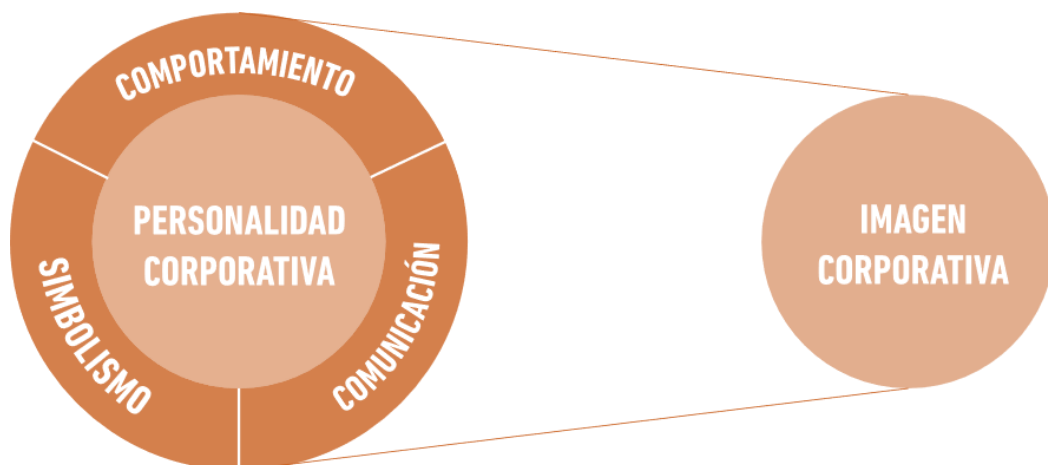 COMPORTAMIENTO
PERSONALIDAD
CORPORATIVA
SIMBOLISMO
COMUNICACIÓN
IMAGEN
CORPORATIVA